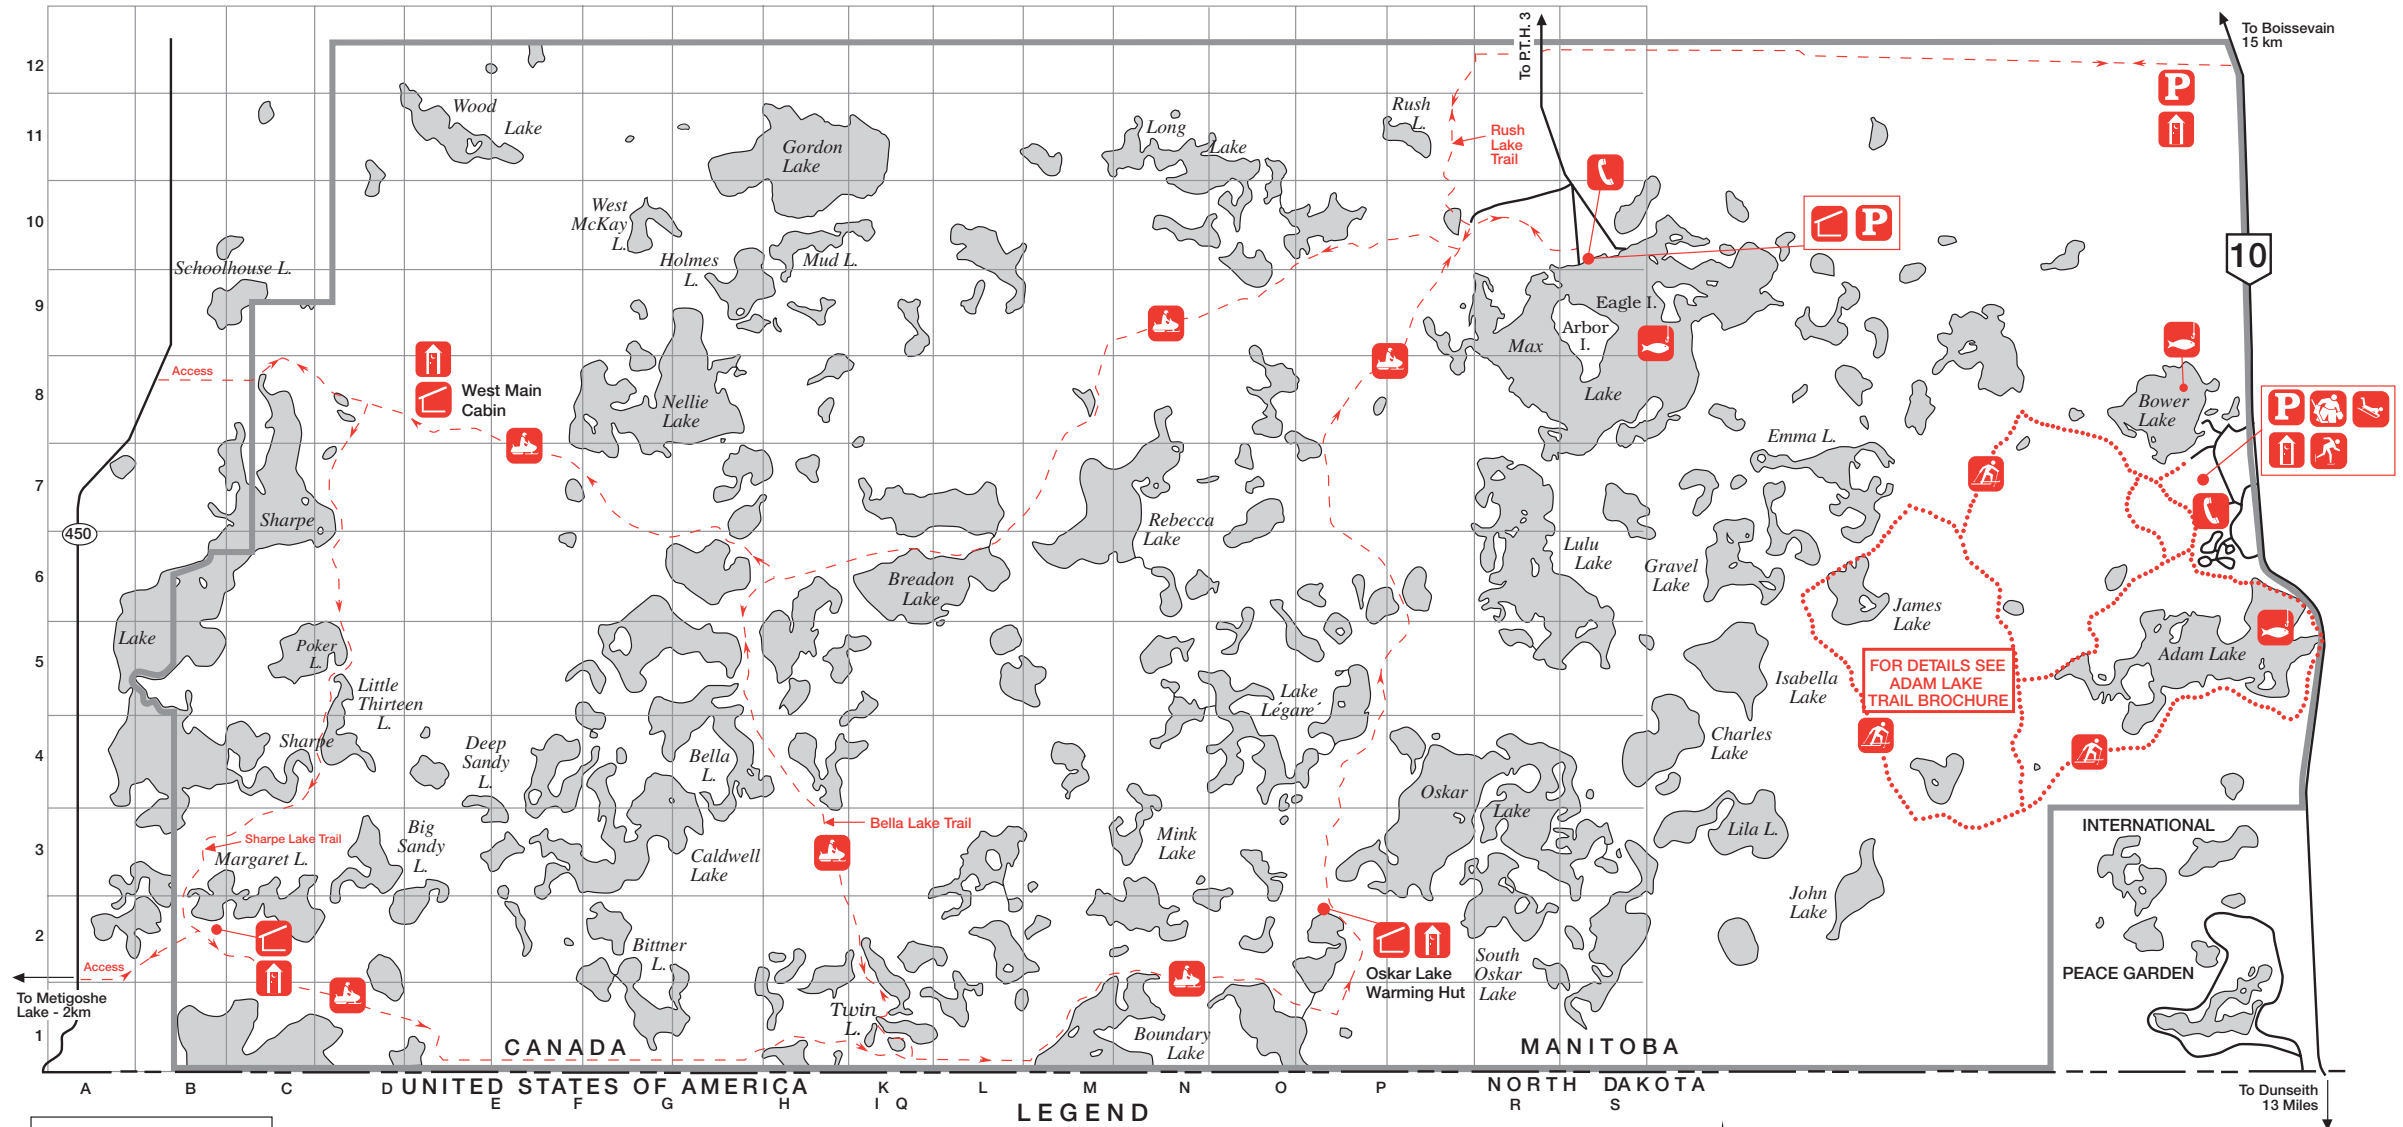 To P.T.H. 3
To Boissevain
15 km
12
11
10
9
8
7
6
5
4
3
2
1
Wood
Lake
Gordon
Lake
Long
Lake
Rush
L.
Rush
Lake
Trail
P
P
10
West
McKay
L.
Holmes
L.
Mud L.
Schoolhouse L.
Eagle I.
Arbor
I.
Max
Lake
Access
West Main
Cabin
Nellie
Lake
Bower
Lake
P
Emma L.
450
Sharpe
Lake
Rebecca
Lake
Lulu
Lake
Gravel
Lake
Breadon
Lake
James
Lake
Poker
L.
Little
Thirteen
L.
Lake
Légaré
Isabella
Lake
FOR DETAILS SEE
ADAM LAKE
TRAIL BROCHURE
Adam Lake
Sharpe
Deep
Sandy
L.
Bella
L.
Charles
Lake
Oskar
Lake
Sharpe Lake Trail
Margaret L.
Big
Sandy
L.
Caldwell
Lake
Bella Lake Trail
Mink
Lake
Lila L.
INTERNATIONAL
John
Lake
Bittner
L.
Access
Oskar Lake
Warming Hut
South
Oskar
Lake
PEACE GARDEN
To Metigoshe
Lake - 2km
Twin
L.
Boundary
Lake
CANADA
MANITOBA
UNITED STATES OF AMERICA
NORTH DAKOTA
A
B
C
D
E
F
G
H
I
K
Q
L
M
N
O
P
R
S
To Dunseith
13 Miles
LEGEND